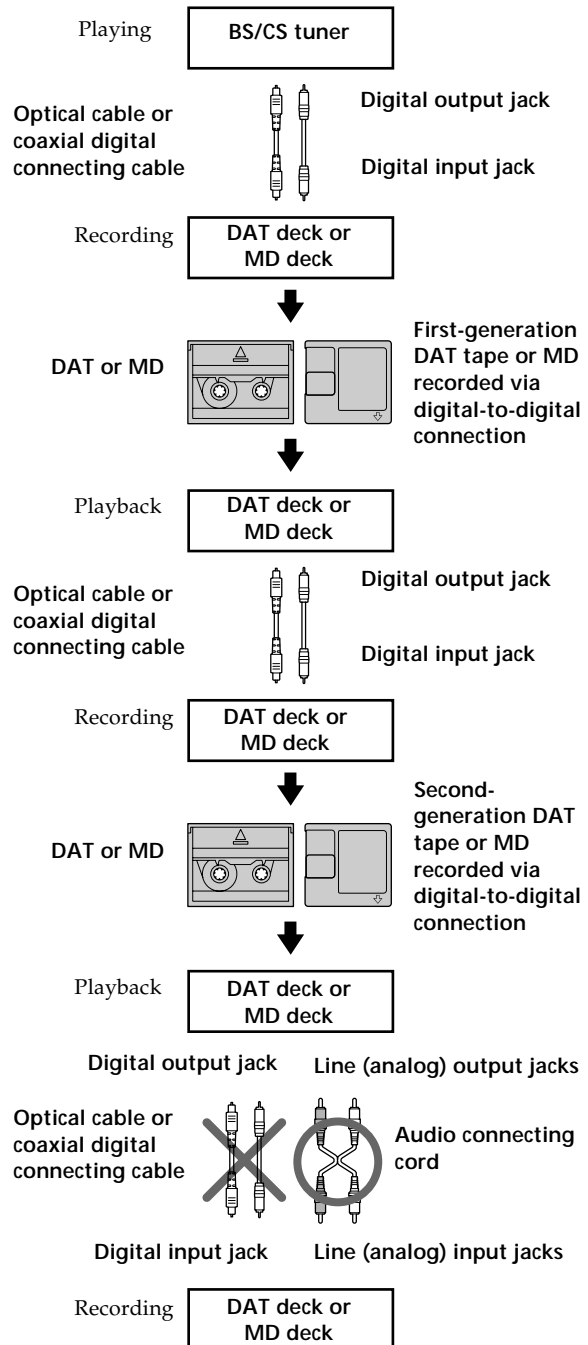 Playing
BS/CS tuner
Optical cable or
coaxial digital
connecting cable
Digital output jack
Digital input jack
Recording
DAT deck or
MD deck
DAT or MD
First-generation
DAT tape or MD
recorded via
digital-to-digital
connection
Playback
DAT deck or
MD deck
Optical cable or
coaxial digital
connecting cable
Digital output jack
Digital input jack
Recording
DAT deck or
MD deck
DAT or MD
Second-
generation DAT
tape or MD
recorded via
digital-to-digital
connection
Playback
DAT deck or
MD deck
Digital output jack
Line (analog) output jacks
Optical cable or
coaxial digital
connecting cable
Audio connecting
cord
Digital input jack
Line (analog) input jacks
Recording
DAT deck or
MD deck